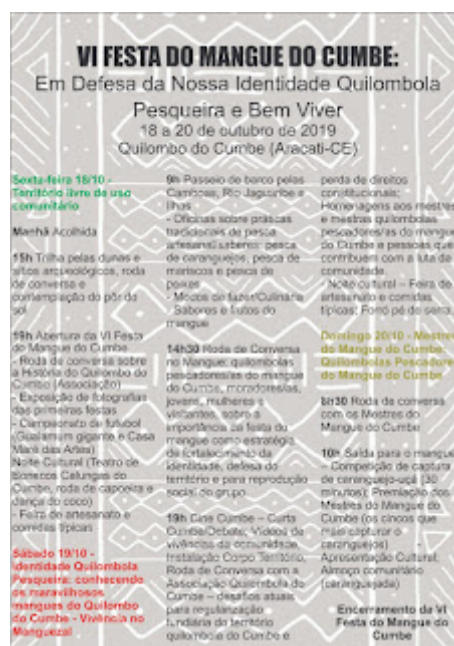 VI FESTA DO MANGUE DO CUMBE:
Em Defesa da Nossa Identidade Quilombola
Pesqueira e Bem Viver
18 a 20 de outubro de 2019
Quilombo do Cumbe (Aracati-CE)
Sexta-feira 18/10 -
Território livre de uso
comunitário
Manhã Acolhida
15h Trilha pelas dunas e
sítios arqueológicos, roda
de conversa e
contemplação do pôr do
sol
19h Abertura da VI Festa
do Mangue do Cumbe
- Roda de conversa sobre
a História do Quilombo do
Cumbe (Associação)
- Exposição de fotografias
das primeiras festas
- Campeonato de futebol
(Guaiamum gigante e Casa
Maré das Artes)
Noite Cultural (Teatro de
Bonecos Calungas do
Cumbe, roda de capoeira e
dança do coco)
- Feira de artesanato e
comidas típicas
Sábado 19/10 -
Identidade Quilombola
Pesqueira: conhecendo
os maravilhosos
mangues do Quilombo
do Cumbe - Vivência no
Manguezal
9h Passeio de barco pelas
Camboas, Rio Jaguaribe e
Ilhas
- Oficinas sobre práticas
tradicionais de pesca
artesanal/saberes: pesca
de caranguejos, pesca de
mariscos e pesca de
peixes
- Modos de fazer/Culinária
- Sabores e frutos do
mangue
14h30 Roda de Conversa
no Mangue: quilombolas
pescadores/as do mangue
do Cumbe, moradores/as,
jovens, mulheres e
visitantes, sobre a
importância da festa do
mangue como estratégia
de fortalecimento da
identidade, defesa do
território e para reprodução
social do grupo
19h Cine Cumbe – Curta
Cumbe/Debate; Vídeos de
vivências da comunidade,
Instalação Corpo Território,
Roda de Conversa com a
Associação Quilombola do
Cumbe – desafios atuais
para regularização
fundiária do território
quilombola do Cumbe e
perda de direitos
constitucionais;
Homenagens aos mestres
e mestras quilombolas
pescadores/as do mangue
do Cumbe e pessoas que
contribuem com a luta da
comunidade.
- Noite cultural – Feira de
artesanato e comidas
típicas; Forró pé de serra.
Domingo 20/10 - Mestres
do Mangue do Cumbe:
Quilombolas Pescadores
do Mangue do Cumbe
8h30 Roda de conversa
com os Mestres do
Mangue do Cumbe
10h Saída para o mangue
– Competição de captura
de caranguejo-uçá (30
minutos); Premiação dos
Mestres do Mangue do
Cumbe (os cincos que
mais capturar o
caranguejos)
Apresentação Cultural;
Almoço comunitário
(caranguejada)
Encerramento da VI
Festa do Mangue do
Cumbe